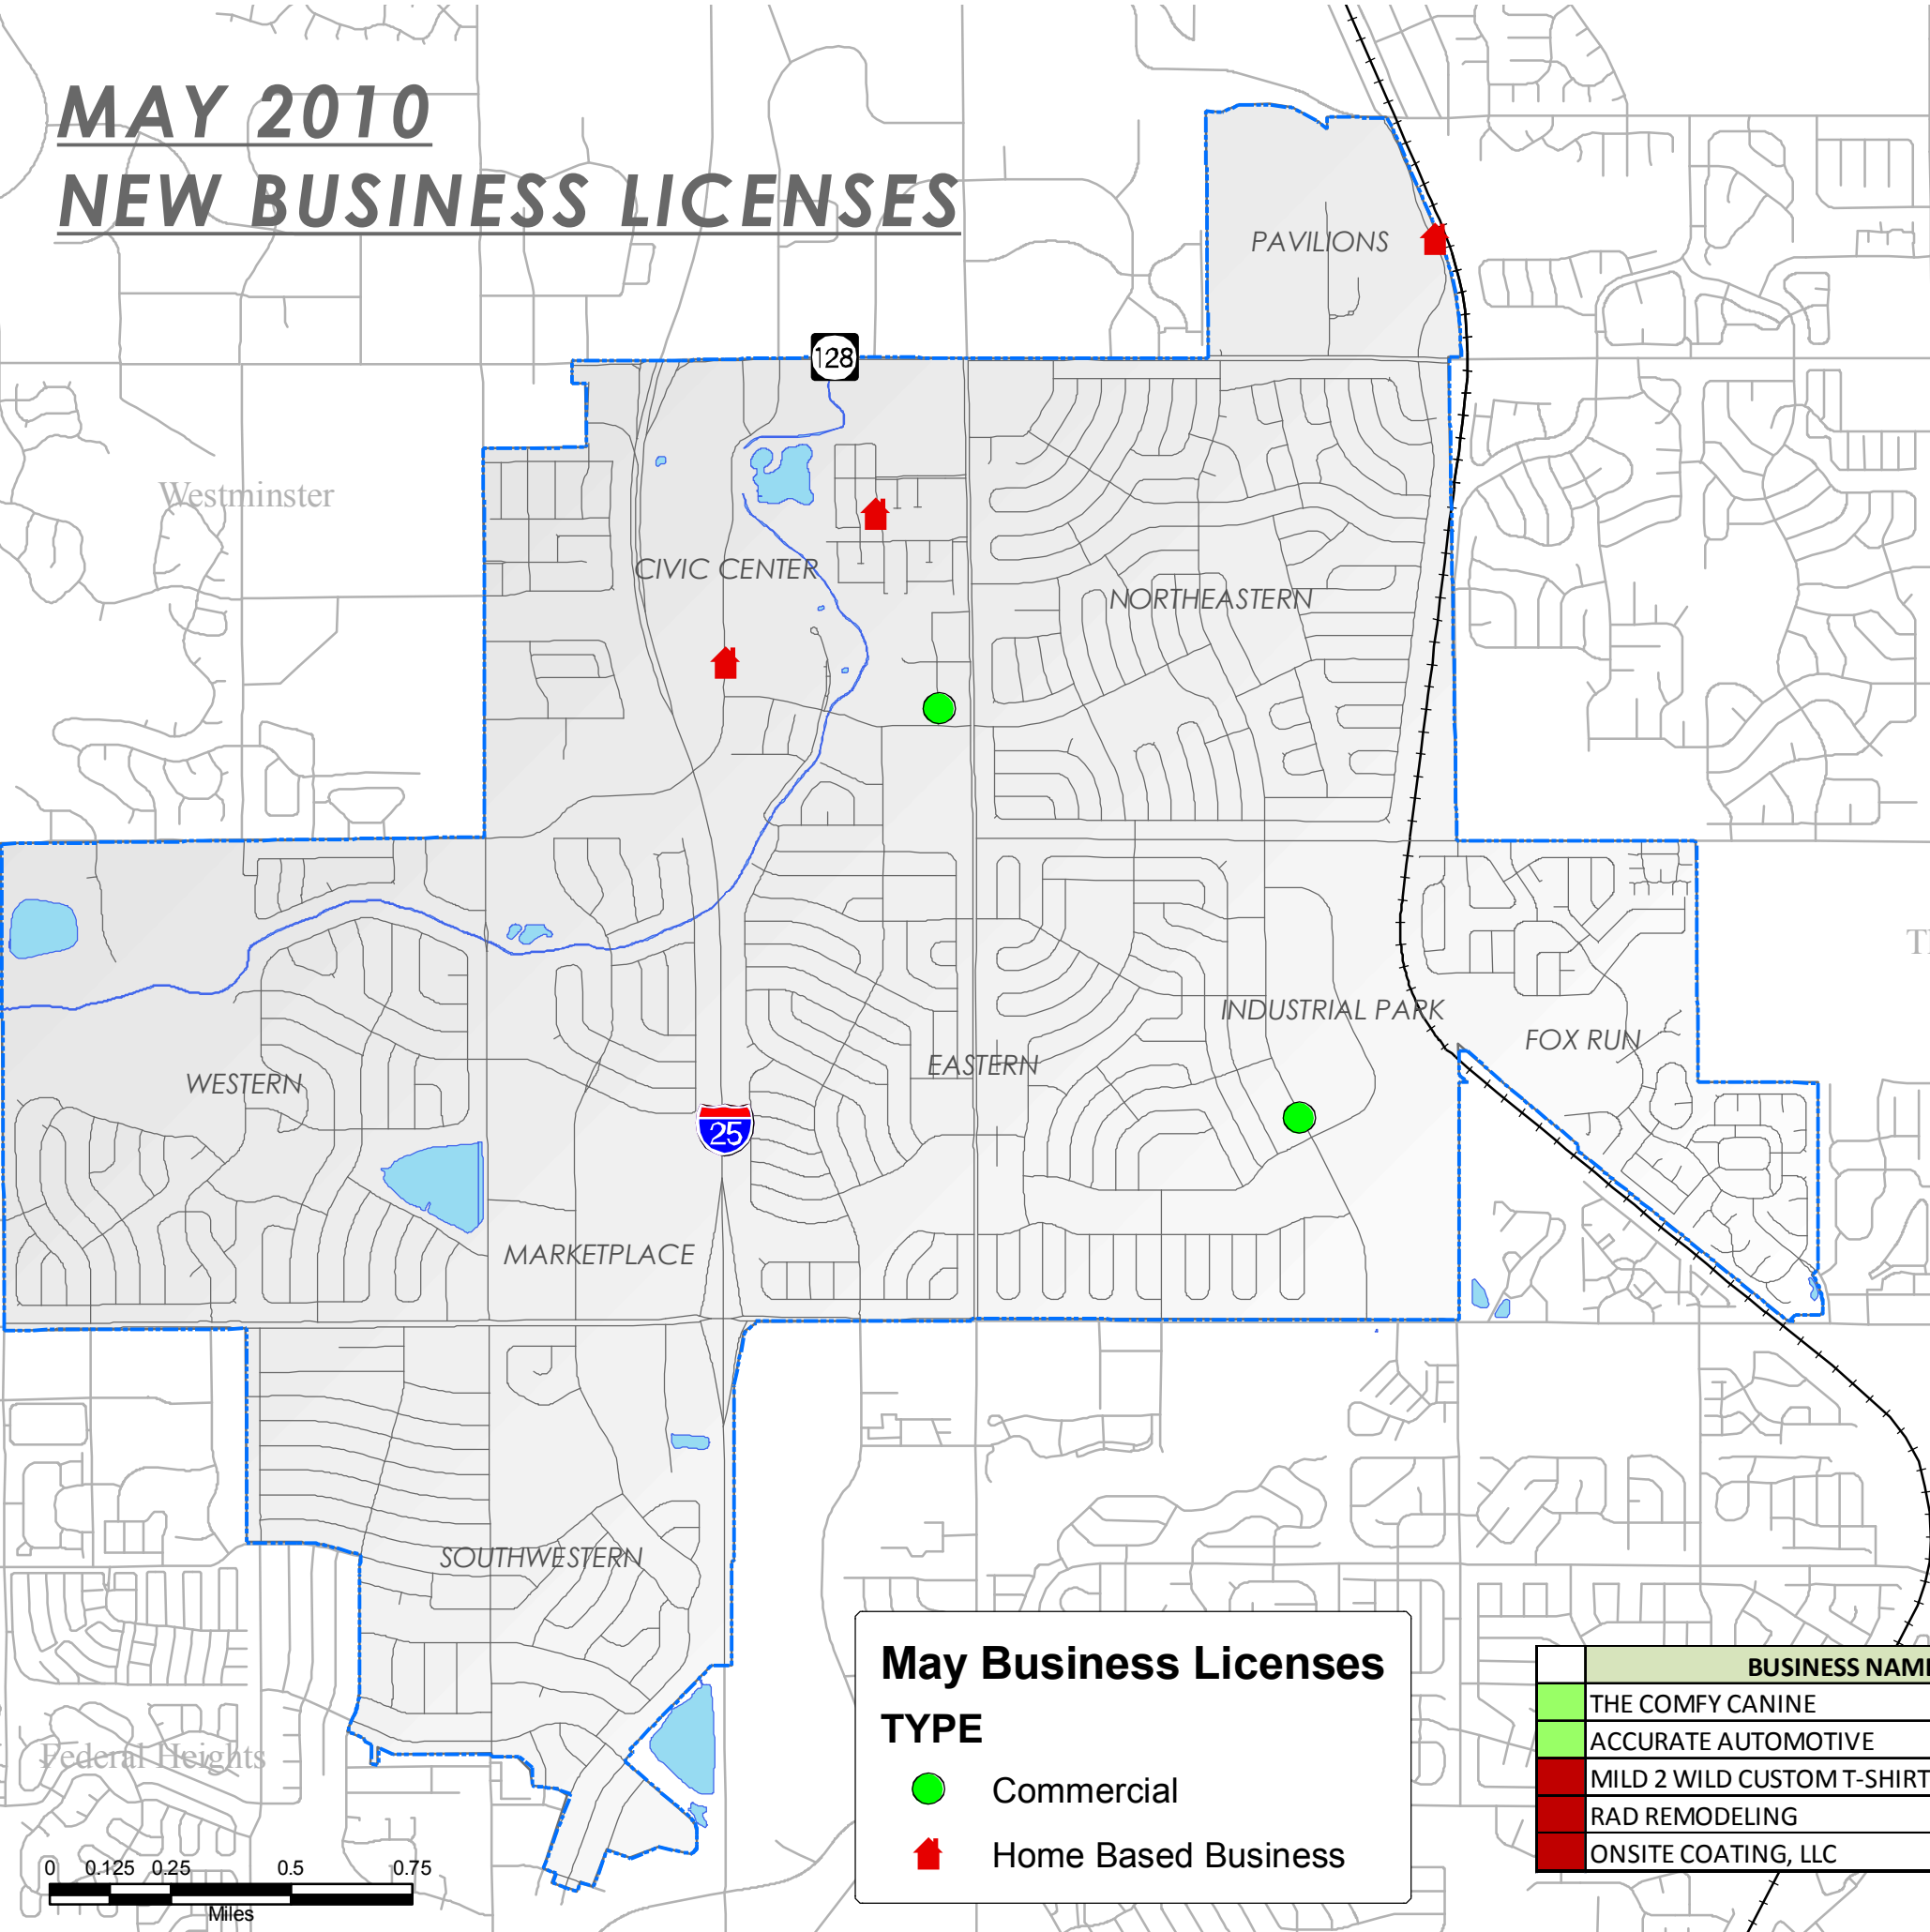 MAY 2010
NEW BUSINESS LICENSES
PAVILIONS
128
Westminster
CIVIC CENTER
NORTHEASTERN
INDUSTRIAL PARK
FOX RUN
EASTERN
WESTERN
25
MARKETPLACE
SOUTHWESTERN
Federal Heights
May Business Licenses
TYPE
Commercial
Home Based Business
BUSINESS NAM
THE COMFY CANINE
ACCURATE AUTOMOTIVE
MILD 2 WILD CUSTOM T-SHIRT
RAD REMODELING
ONSITE COATING, LLC
0 0.125 0.25 0.5 0.75
Miles